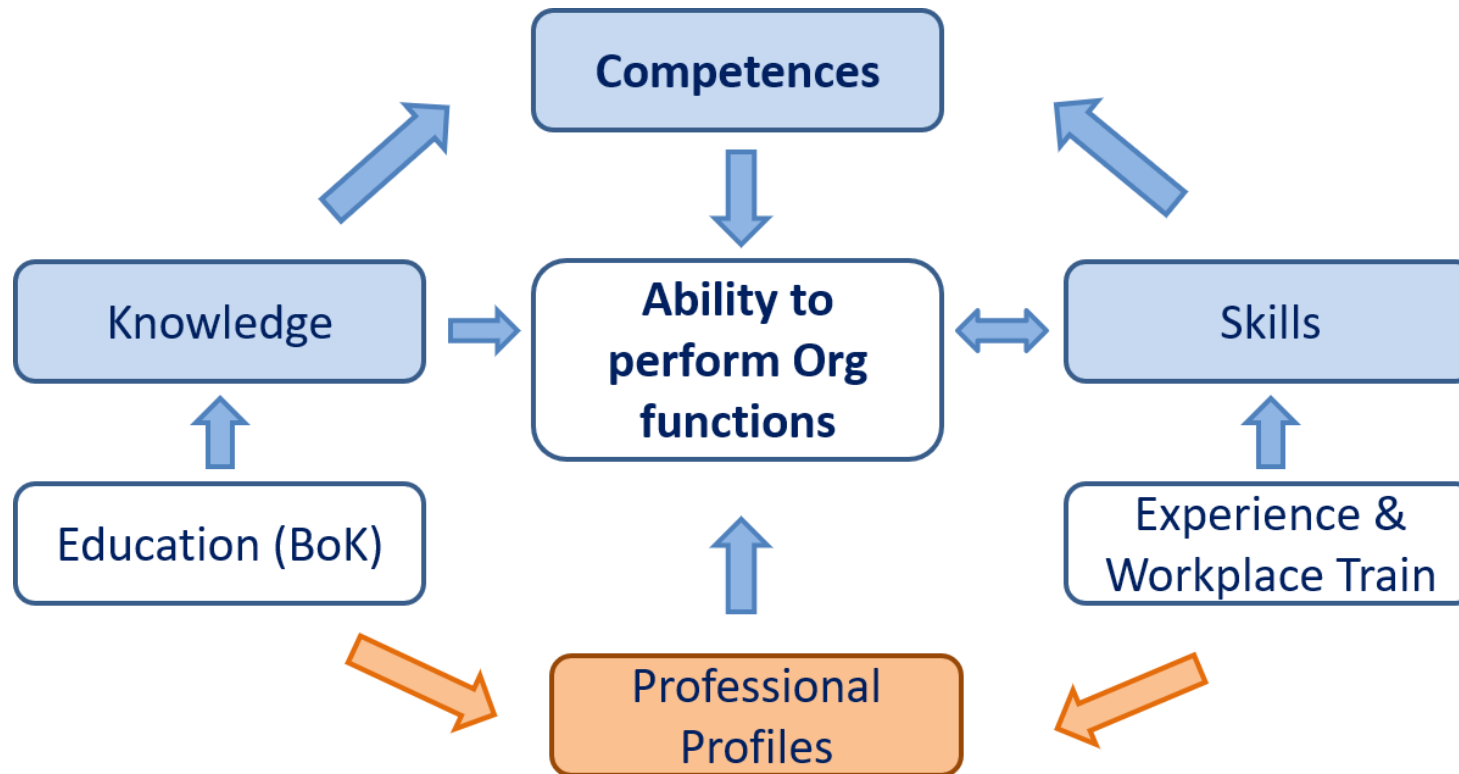 Competences
Knowledge
Ability to
perform Org
functions
Skills
Education (BoK)
Experience &
Workplace Train
Professional
Profiles